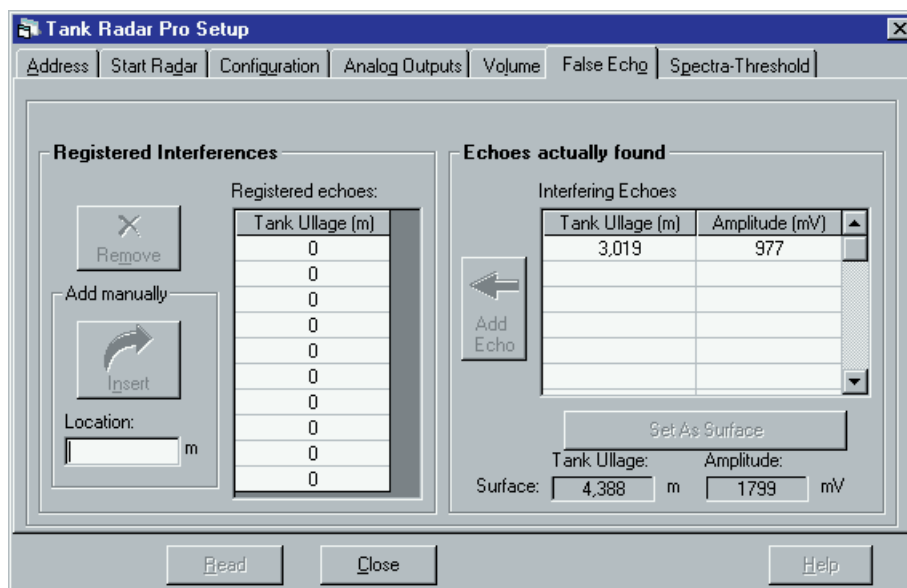 Tank Radar Pro Setup
Address Start Radar Configuration Analog Outputs Volume False Echo Spectra-Threshold
Registered Interferences
Registered echoes:
Tank Ullage (m)
0
0
0
0
0
0
0
0
0
0
Remove
Add manually
Insert
Location:
m
Echoes actually found
Interfering Echoes
Tank Ullage (m) Amplitude (mV)
3,019 977
Add
Echo
Set As Surface
Tank Ullage: Amplitude:
Surface: 4,388 m 1799 mV
Read Close Help